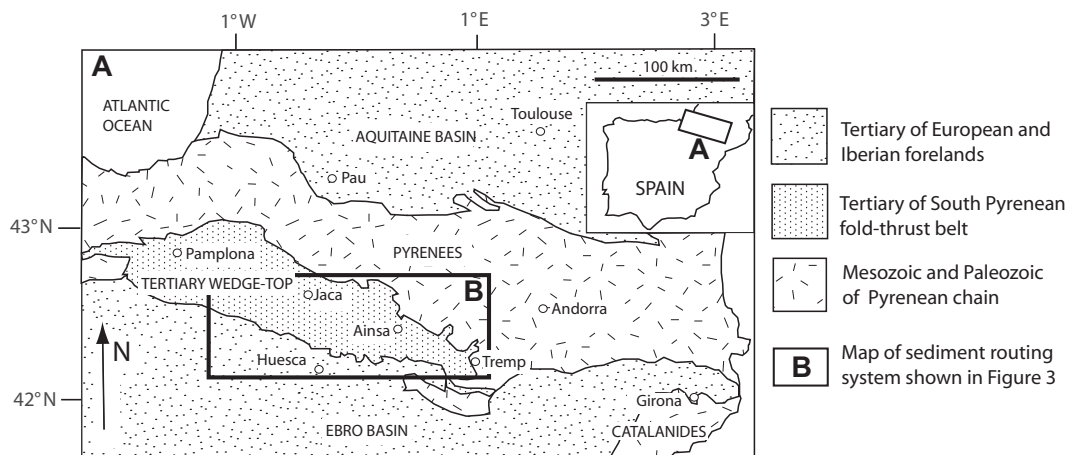 1°W
1°E
3°E
A
100 km
ATLANTIC
OCEAN
Toulouse
AQUITAINE BASIN
A
Pau
SPAIN
43°N
PYRENEES
Pamplona
TERTIARY WEDGE-TOP
B
Jaca
Andorra
Ainsa
N
Huesca
Tremp
42°N
Girona
EBRO BASIN
CATALANIDES
Tertiary of European and
Iberian forelands
Tertiary of South Pyrenean
fold-thrust belt
Mesozoic and Paleozoic
of Pyrenean chain
B
Map of sediment routing
system shown in Figure 3